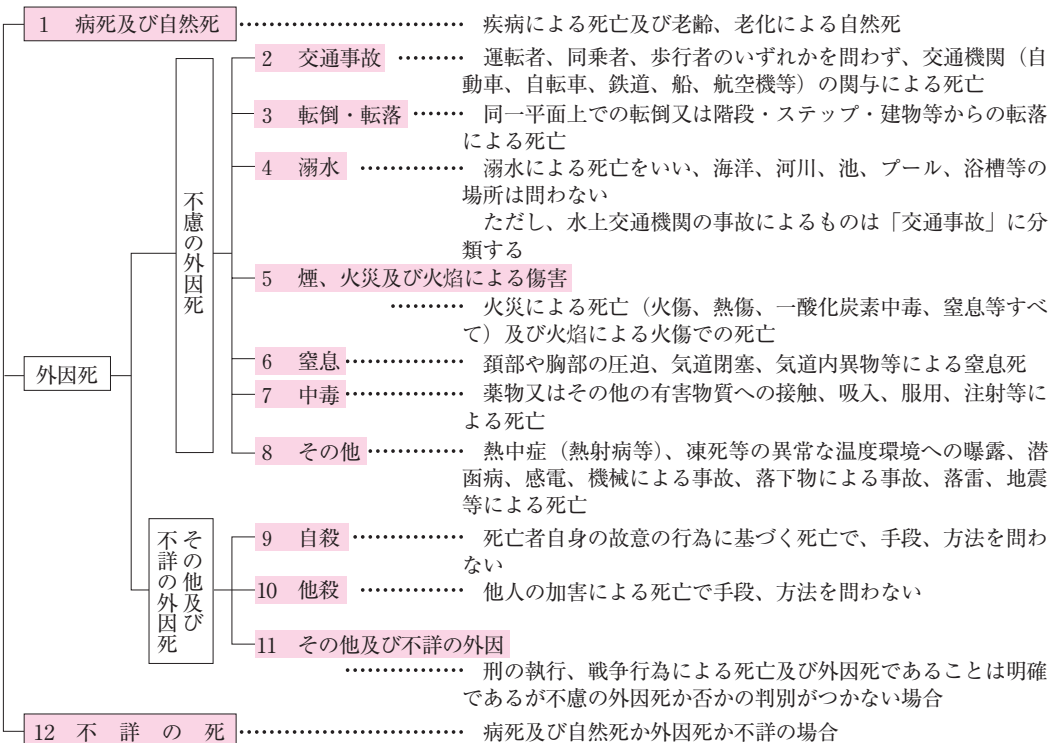 1　病死及び自然死 ………………………… 疾病による死亡及び老齢、老化による自然死
2　交通事故 ……… 運転者、同乗者、歩行者のいずれかを問わず、交通機関（自
動車、自転車、鉄道、船、航空機等）の関与による死亡
3　転倒・転落 ……… 同一平面上での転倒又は階段・ステップ・建物等からの転落
による死亡
4　溺水 ………… 溺水による死亡をいい、海洋、河川、池、プール、浴槽等の
場所は問わない
ただし、水上交通機関の事故によるものは「交通事故」に分
類する
不慮の外因死
5　煙、火災及び火焰による傷害
……… 火災による死亡（火傷、熱傷、一酸化炭素中毒、窒息等すべ
て）及び火焰による火傷での死亡
外因死
6　窒息 …………… 頚部や胸部の圧迫、気道閉塞、気道内異物等による窒息死
7　中毒 …………… 薬物又はその他の有害物質への接触、吸入、服用、注射等に
よる死亡
8　その他 ………… 熱中症（熱射病等）、凍死等の異常な温度環境への曝露、潜
函病、感電、機械による事故、落下物による事故、落雷、地震
等による死亡
その他及び
不詳の外因死
9　自殺 …………… 死亡者自身の故意の行為に基づく死亡で、手段、方法を問わ
ない
10　他殺 ………… 他人の加害による死亡で手段、方法を問わない
11　その他及び不詳の外因
…………… 刑の執行、戦争行為による死亡及び外因死であることは明確
であるが不慮の外因死か否かの判別がつかない場合
12　不　詳　の　死 ………………………… 病死及び自然死か外因死か不詳の場合